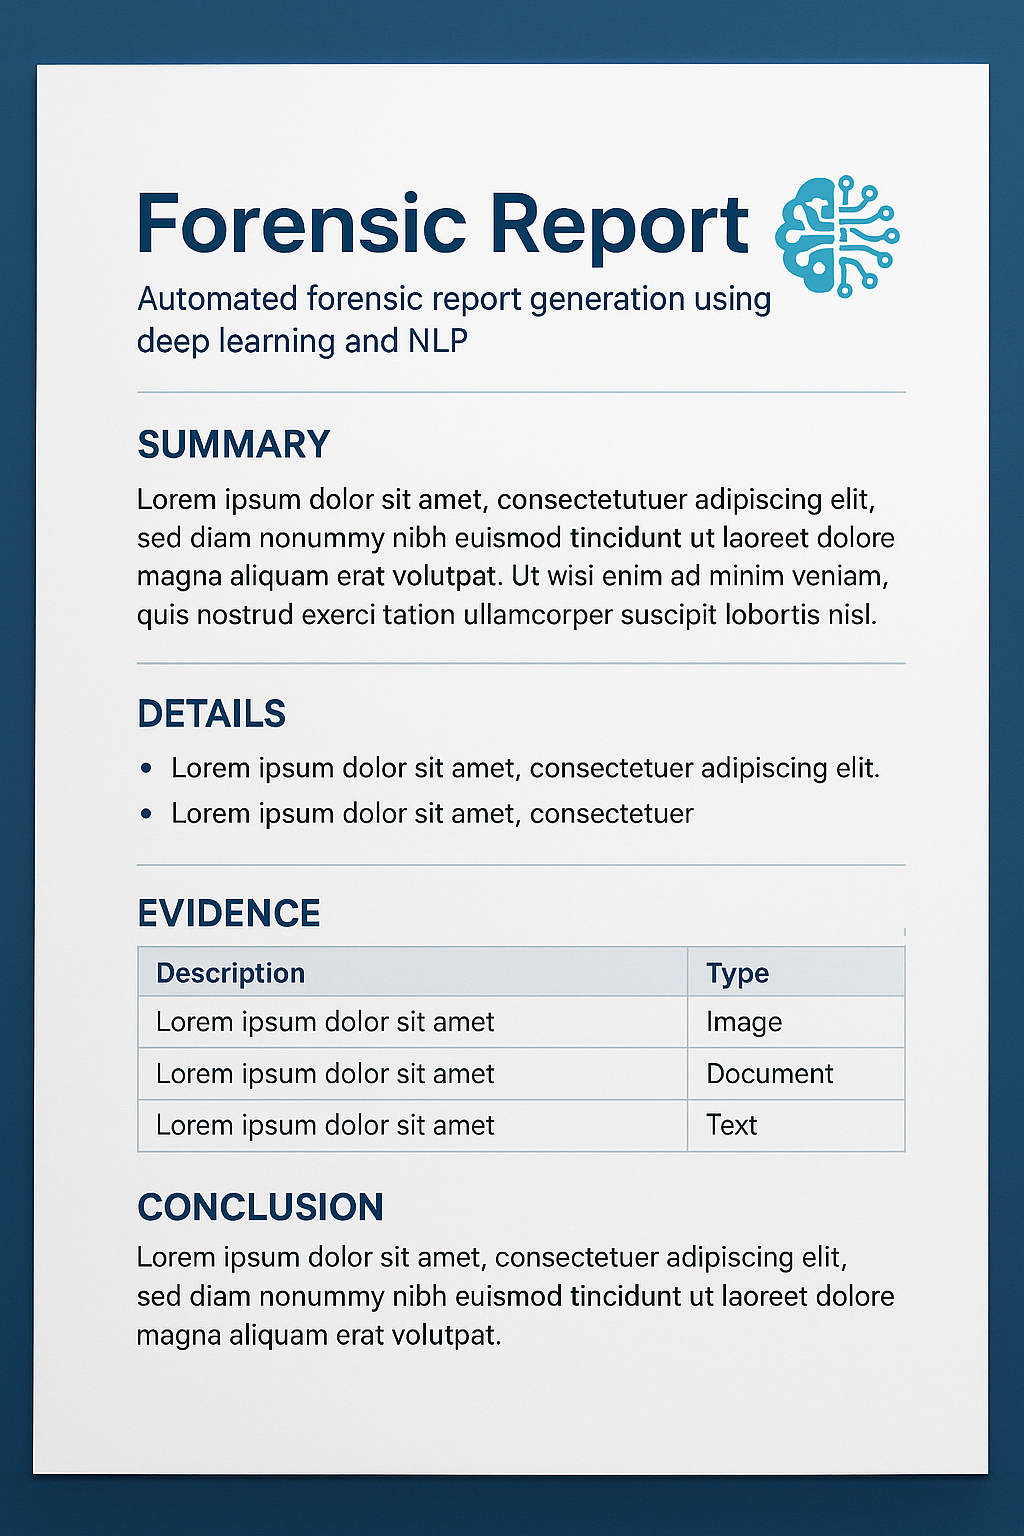 Forensic Report
Automated forensic report generation using
deep learning and NLP
SUMMARY
Lorem ipsum dolor sit amet, consectetutuer adipiscing elit,
sed diam nonummy nibh euismod tincidunt ut laoreet dolore
magna aliquam erat volutpat. Ut wisi enim ad minim veniam,
quis nostrud exerci tation ullamcorper suscipit lobortis nisl.
DETAILS
• Lorem ipsum dolor sit amet, consectetuer adipiscing elit.
• Lorem ipsum dolor sit amet, consectetuer
EVIDENCE
Description Type
Lorem ipsum dolor sit amet Image
Lorem ipsum dolor sit amet Document
Lorem ipsum dolor sit amet Text
CONCLUSION
Lorem ipsum dolor sit amet, consectetuer adipiscing elit,
sed diam nonummy nibh euismod tincidunt ut laoreet dolore
magna aliquam erat volutpat.